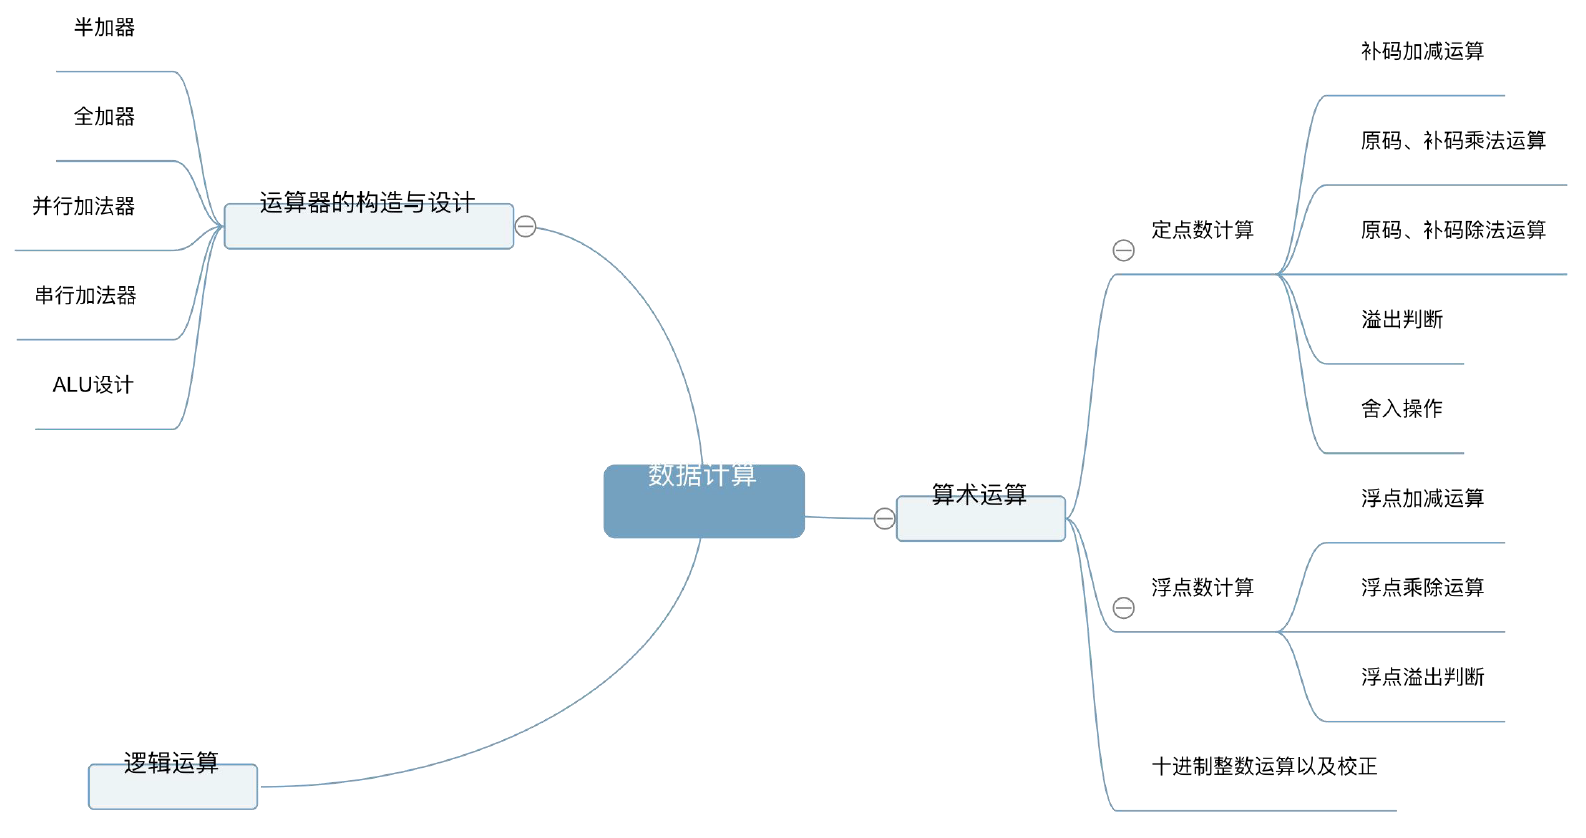 数据计算
运算器的构造与设计
半加器
全加器
并行加法器
串行加法器
ALU设计
算术运算
定点数计算
补码加减运算
原码、补码乘法运算
原码、补码除法运算
溢出判断
舍入操作
浮点数计算
浮点加减运算
浮点乘除运算
浮点溢出判断
十进制整数运算以及校正
逻辑运算